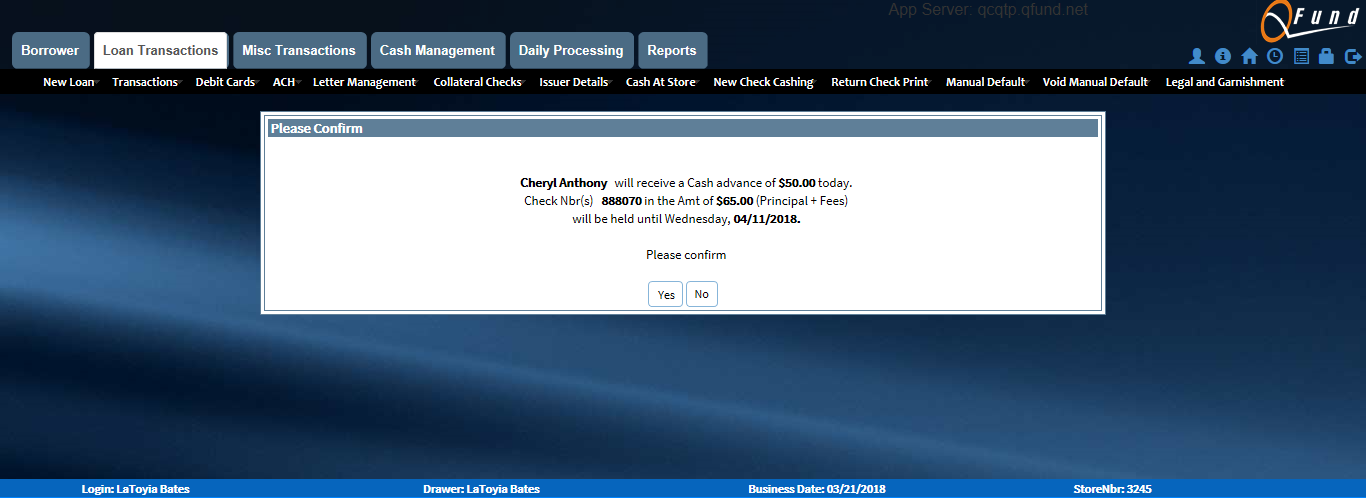 App Server: qcqtp.qfund.net
QFund
Borrower Loan Transactions Misc Transactions Cash Management Daily Processing Reports
New Loan Transactions Debit Cards ACH Letter Management Collateral Checks Issuer Details Cash At Store New Check Cashing Return Check Print Manual Default Void Manual Default Legal and Garnishment
Please Confirm
Cheryl Anthony will receive a Cash advance of $50.00 today.
Check Nbr(s) 888070 in the Amt of $65.00 (Principal + Fees)
will be held until Wednesday, 04/11/2018.
Please confirm
Yes No
Login: LaToyia Bates Drawer: LaToyia Bates Business Date: 03/21/2018 StoreNbr: 3245